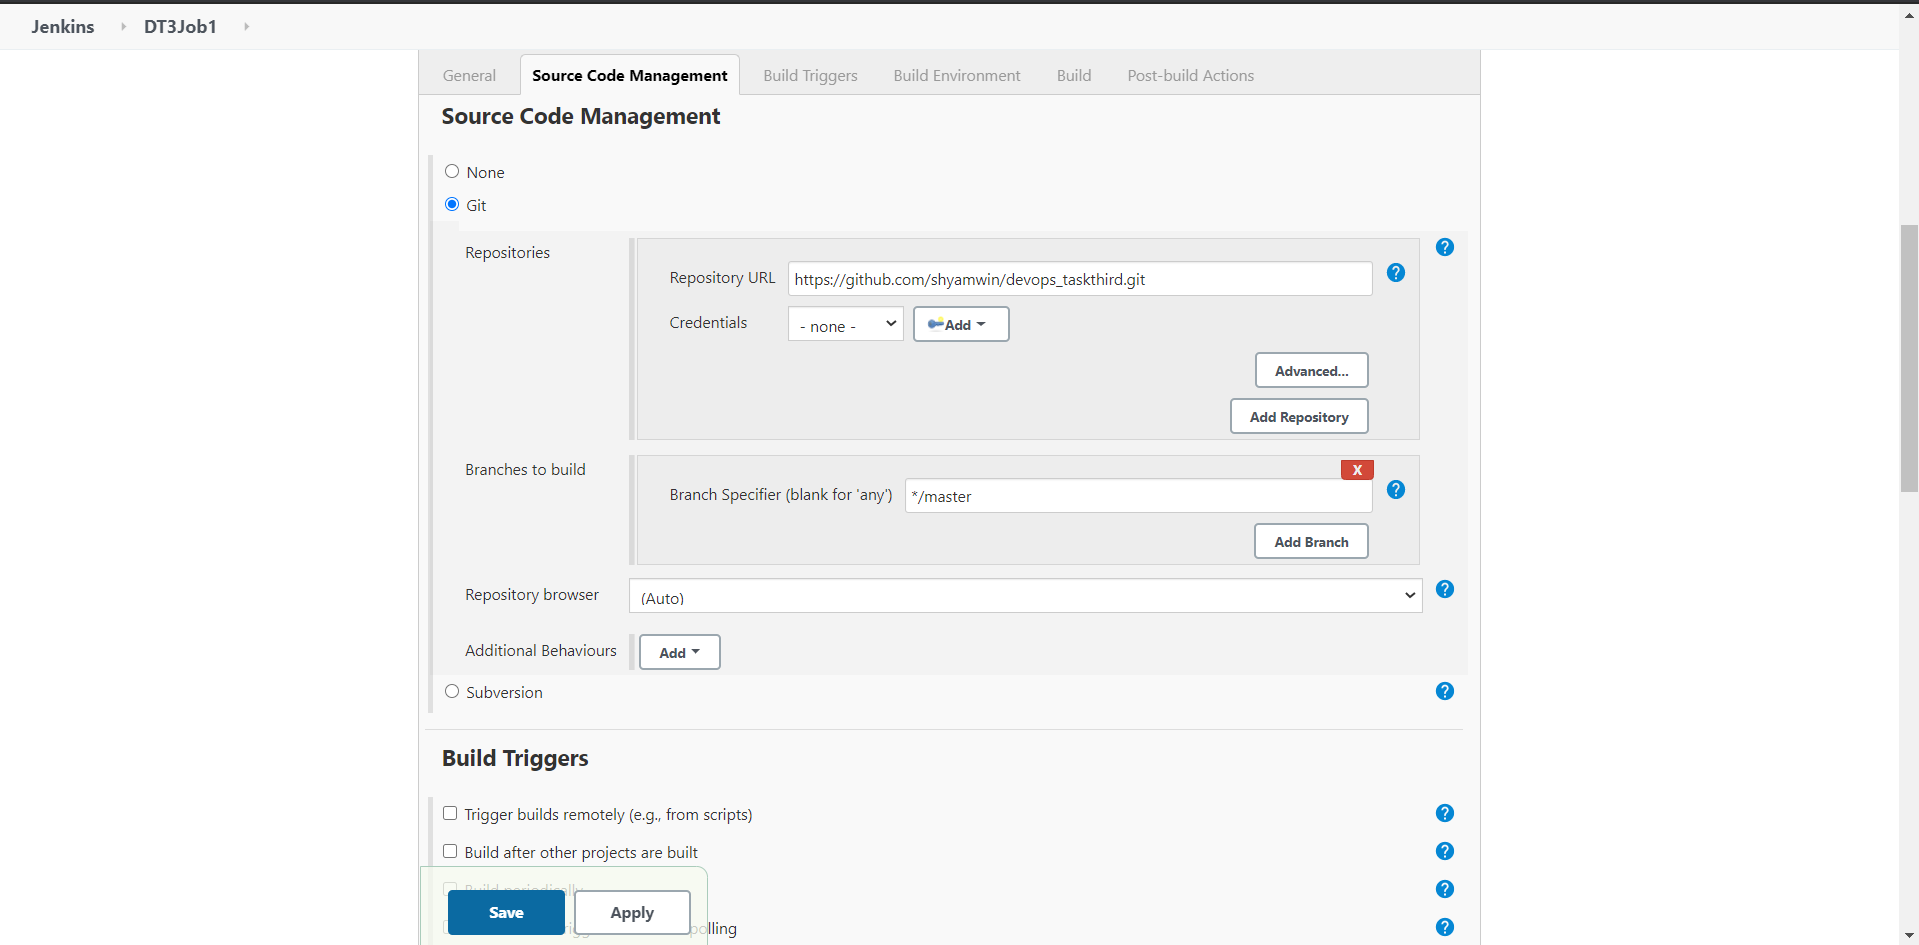 Jenkins DT3Job1
General Source Code Management Build Triggers Build Environment Build Post-build Actions
Source Code Management
None
Git
Repositories
Repository URL https://github.com/shyamwin/devops_taskthird.git
Credentials - none - Add
Advanced...
Add Repository
Branches to build
X
Branch Specifier (blank for 'any') */master
Add Branch
Repository browser (Auto)
Additional Behaviours Add
Subversion
Build Triggers
Trigger builds remotely (e.g., from scripts)
Build after other projects are built
Build periodically
Save Apply
polling